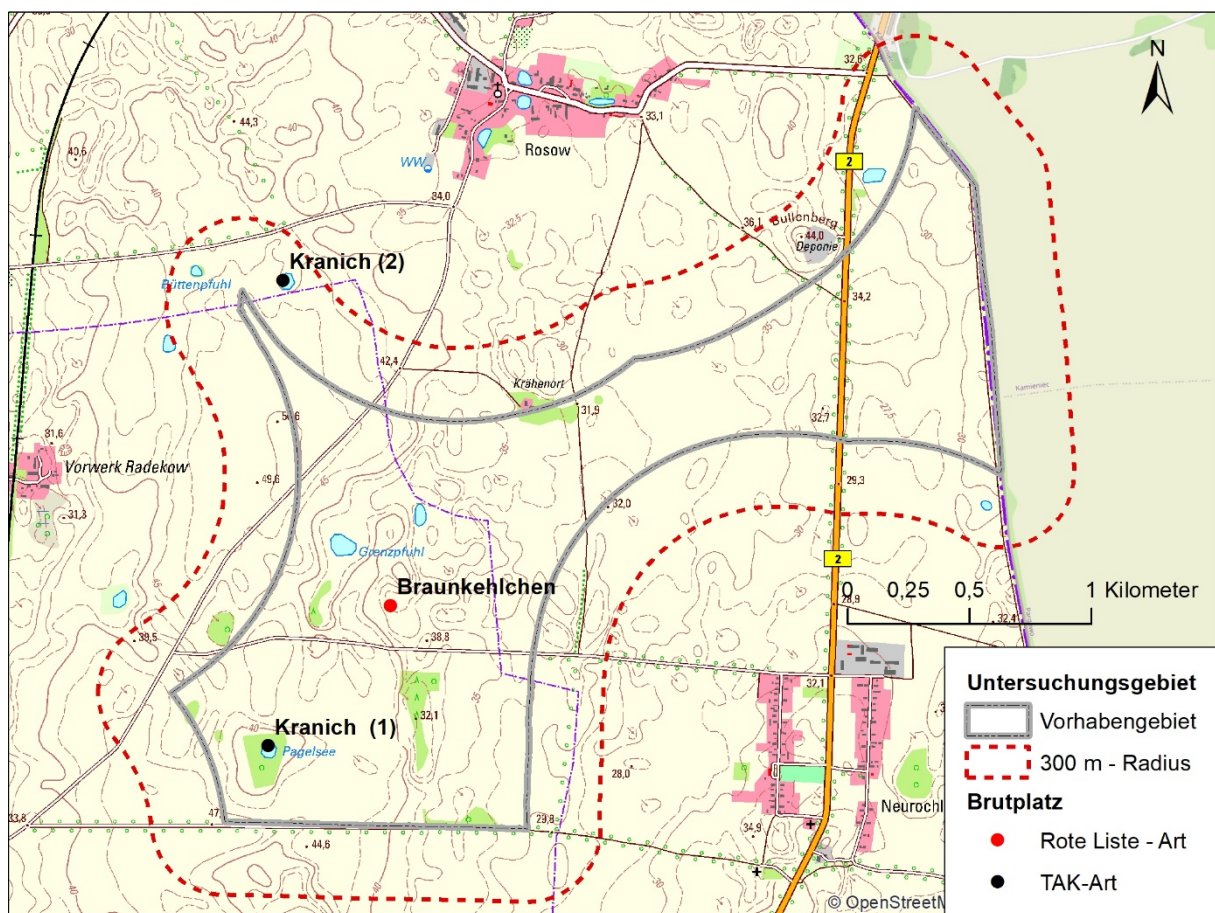 32,6
N
44,3
40,6
33,1
Rosow
WW
2
34,0
32,5
36,1
Bullenberg
44,0
Deponie
Kranich (2)
Büttenpfuhl
34,2
42,4
Krähenort
31,9
Kamieniec
32,7
31,6
Vorwerk Radekow
49,6
31,3
29,3
32,0
Grenzpfuhl
2
0 0,25 0,5 1 Kilometer
Braunkehlchen
28,9
32,4
39,5
38,8
32,1
Untersuchungsgebiet
Vorhabengebiet
32,1
Kranich (1)
Pagelsee
300 m - Radius
28,0
Brutplatz
Neurochl
33,8
47,
29,8
34,9
Rote Liste - Art
44,6
TAK-Art
© OpenStreetM